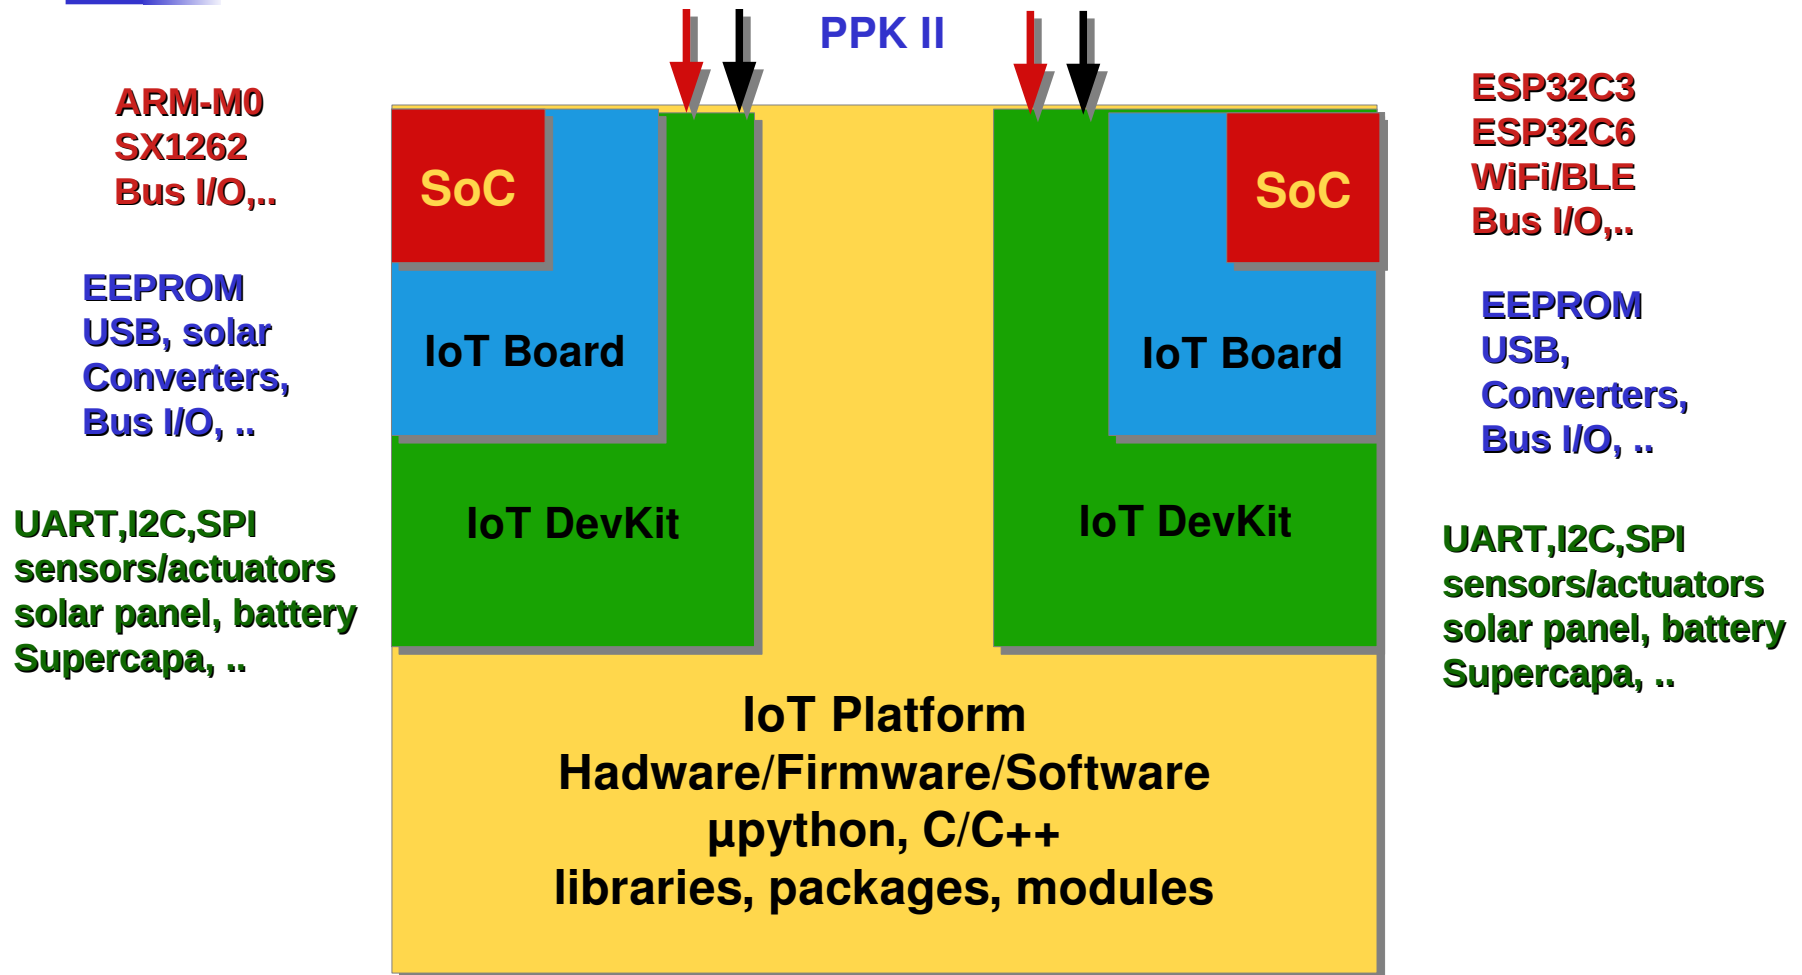 PPK II
ARM-M0
SX1262
Bus I/O,..
EEPROM
USB, solar
Converters,
Bus I/O, ..
UART,I2C,SPI
sensors/actuators
solar panel, battery
Supercapa, ..
SoC
IoT Board
IoT DevKit
SoC
IoT Board
IoT DevKit
IoT Platform
Hadware/Firmware/Software
µpython, C/C++
libraries, packages, modules
ESP32C3
ESP32C6
WiFi/BLE
Bus I/O,..
EEPROM
USB,
Converters,
Bus I/O, ..
UART,I2C,SPI
sensors/actuators
solar panel, battery
Supercapa, ..